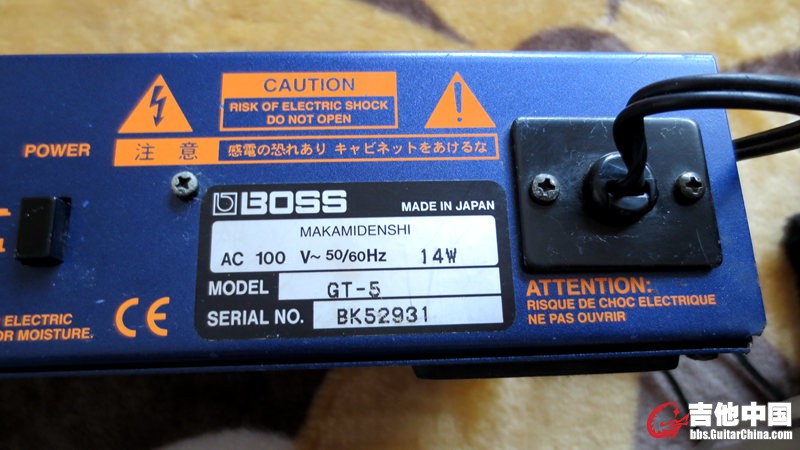 CAUTION
RISK OF ELECTRIC SHOCK
DO NOT OPEN
POWER
注 意
感電の恐れあり キャビネットをあけるな
BOSS
MADE IN JAPAN
MAKAMIDENSHI
AC 100 V~ 50/60Hz 14W
MODEL GT-5
SERIAL NO. BK52931
CE
ELECTRIC
OR MOISTURE.
ATTENTION:
RISQUE DE CHOC ELECTRIQUE
NE PAS OUVRIR
吉他中国
bbs.GuitarChina.com